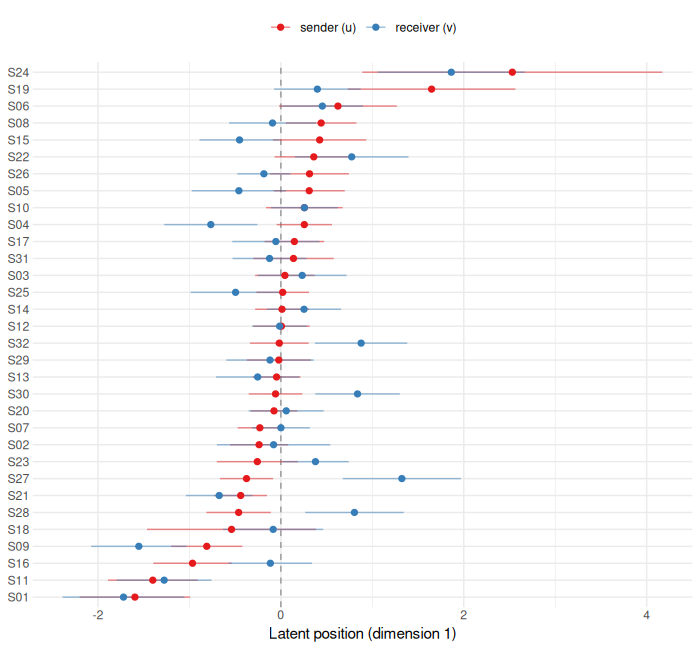 sender (u) receiver (v)
S24
S19
S06
S08
S15
S22
S26
S05
S10
S04
S17
S31
S03
S25
S14
S12
S32
S29
S13
S30
S20
S07
S02
S23
S27
S21
S28
S18
S09
S16
S11
S01
-2 0 2 4
Latent position (dimension 1)